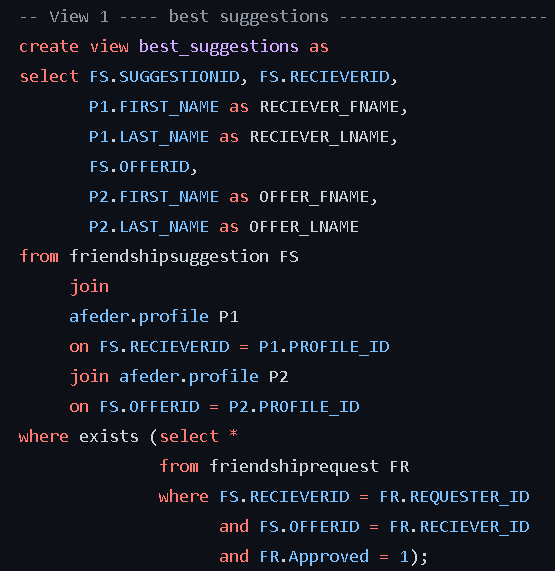 -- View 1 ---- best suggestions ---------------------
create view best_suggestions as
select FS.SUGGESTIONID, FS.RECIEVERID,
P1.FIRST_NAME as RECIEVER_FNAME,
P1.LAST_NAME as RECIEVER_LNAME,
FS.OFFERID,
P2.FIRST_NAME as OFFER_FNAME,
P2.LAST_NAME as OFFER_LNAME
from friendshipsuggestion FS
join
afeder.profile P1
on FS.RECIEVERID = P1.PROFILE_ID
join afeder.profile P2
on FS.OFFERID = P2.PROFILE_ID
where exists (select *
from friendshiprequest FR
where FS.RECIEVERID = FR.REQUESTER_ID
and FS.OFFERID = FR.RECIEVER_ID
and FR.Approved = 1);